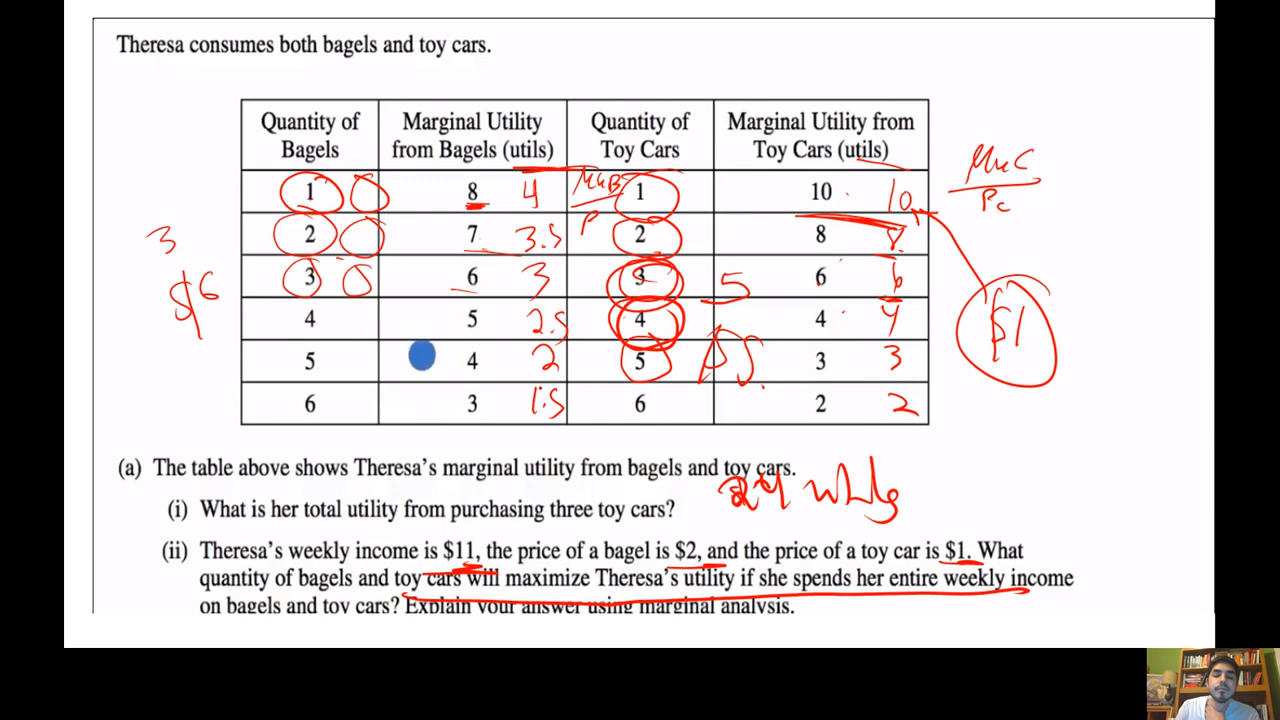 Theresa consumes both bagels and toy cars.
Quantity of Bagels Marginal Utility from Bagels (utils) Quantity of Toy Cars Marginal Utility from Toy Cars (utils)
MuB / P
MuC / Pc
1 8 4 1 10 10
2 7 3.5 2 8 8
3 6 3 3 5 6 6
4 5 2.5 4 4 4
5 4 2 5 $5. 3 3
6 3 1.5 6 2 2
3
$6
$1
(a) The table above shows Theresa's marginal utility from bagels and toy cars.
24 utils
(i) What is her total utility from purchasing three toy cars?
(ii) Theresa's weekly income is $11, the price of a bagel is $2, and the price of a toy car is $1. What
quantity of bagels and toy cars will maximize Theresa's utility if she spends her entire weekly income
on bagels and toy cars? Explain your answer using marginal analysis.